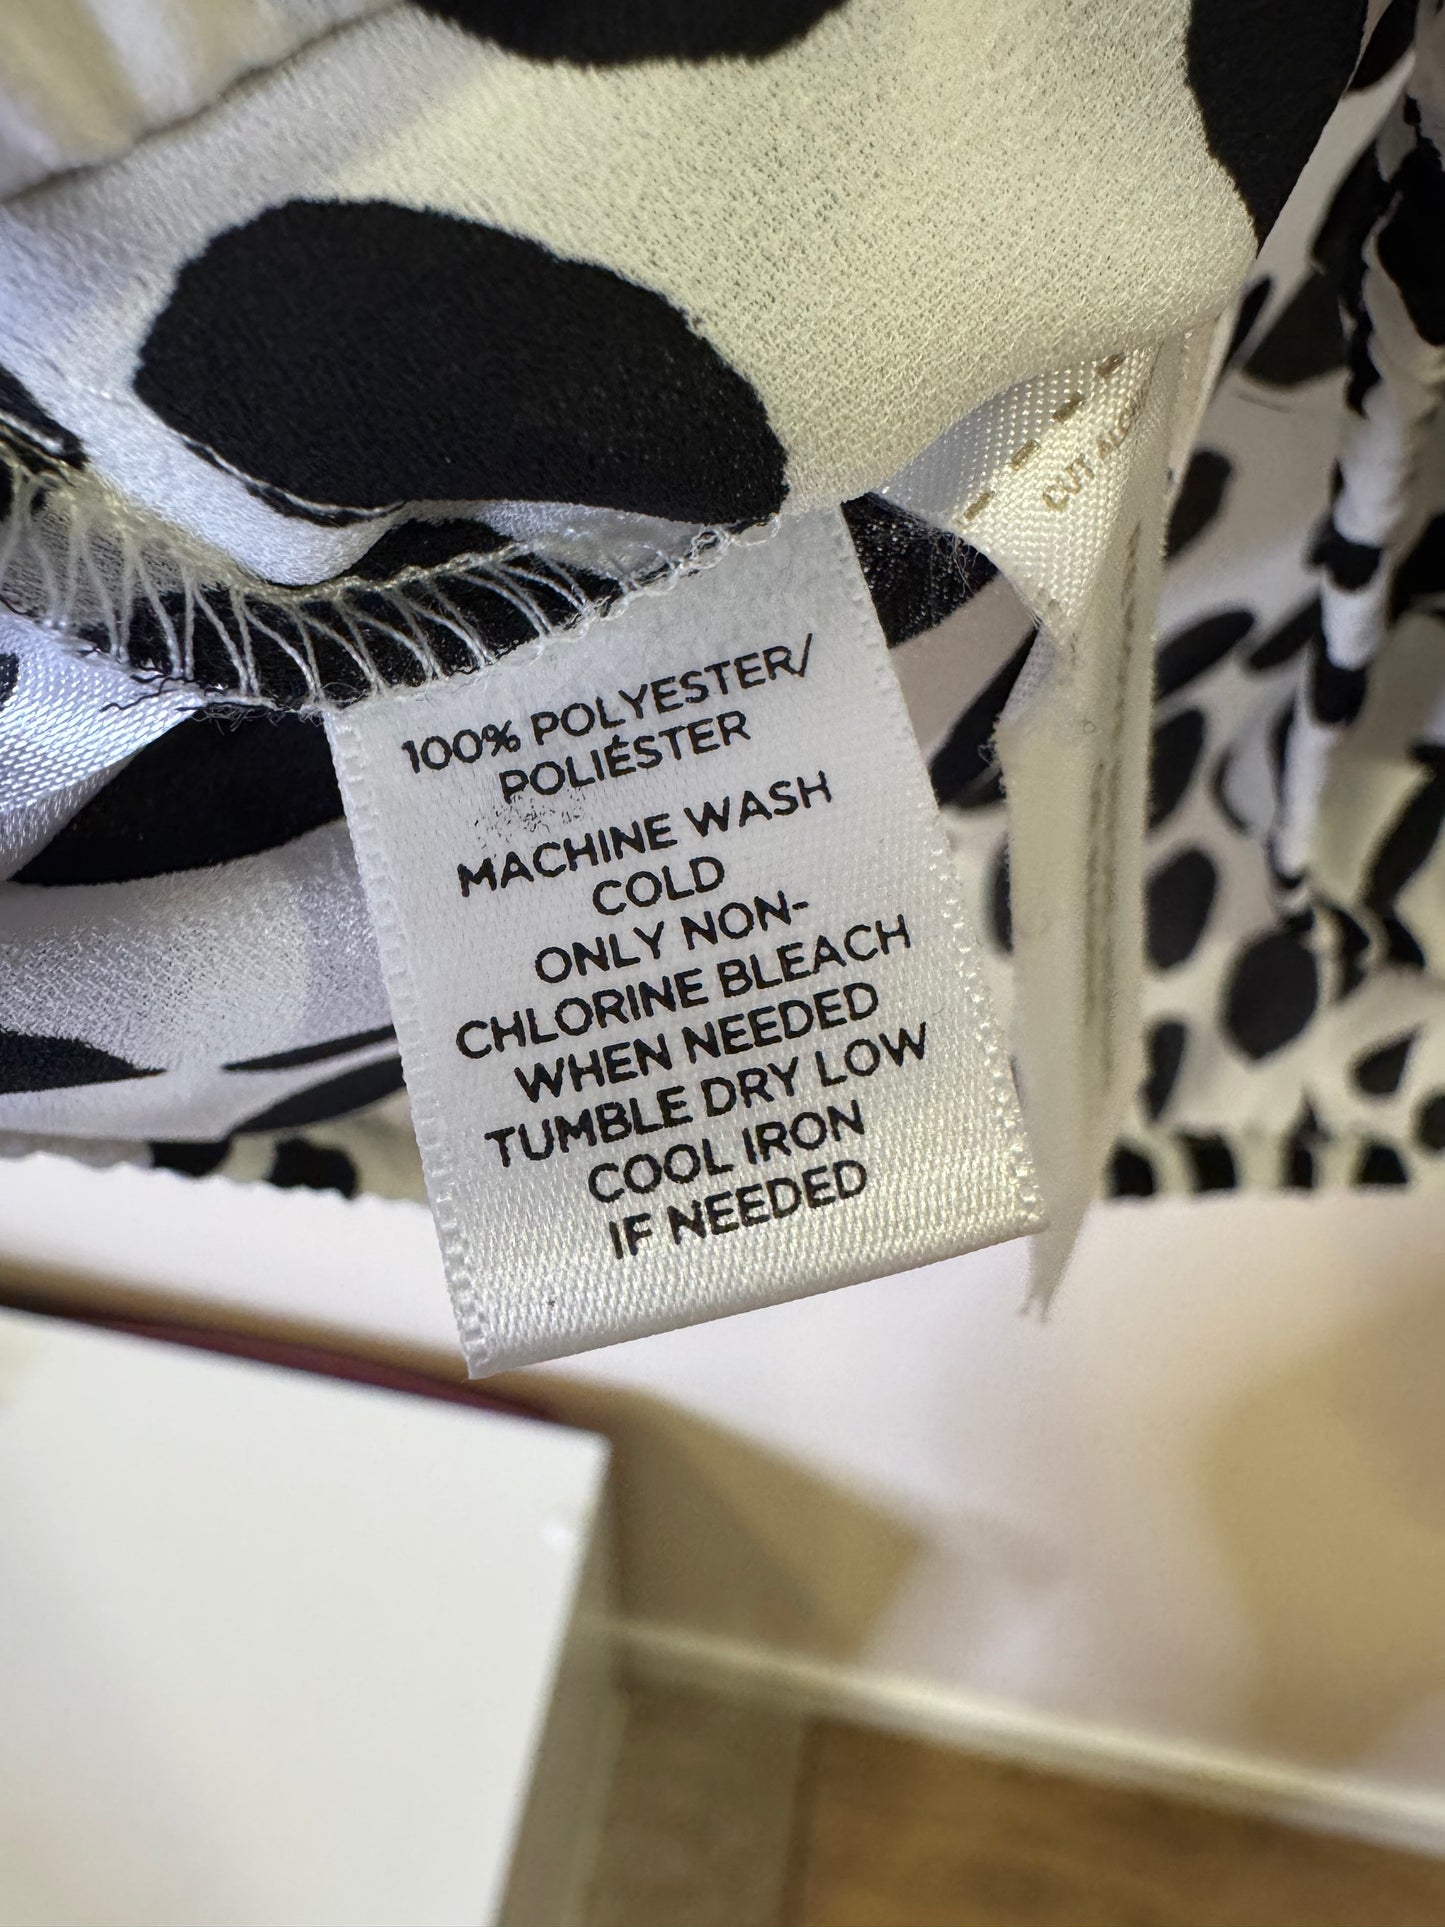 100% POLYESTER/
POLIÉSTER
MACHINE WASH
COLD
ONLY NON-
CHLORINE BLEACH
WHEN NEEDED
TUMBLE DRY LOW
COOL IRON
IF NEEDED
CUT